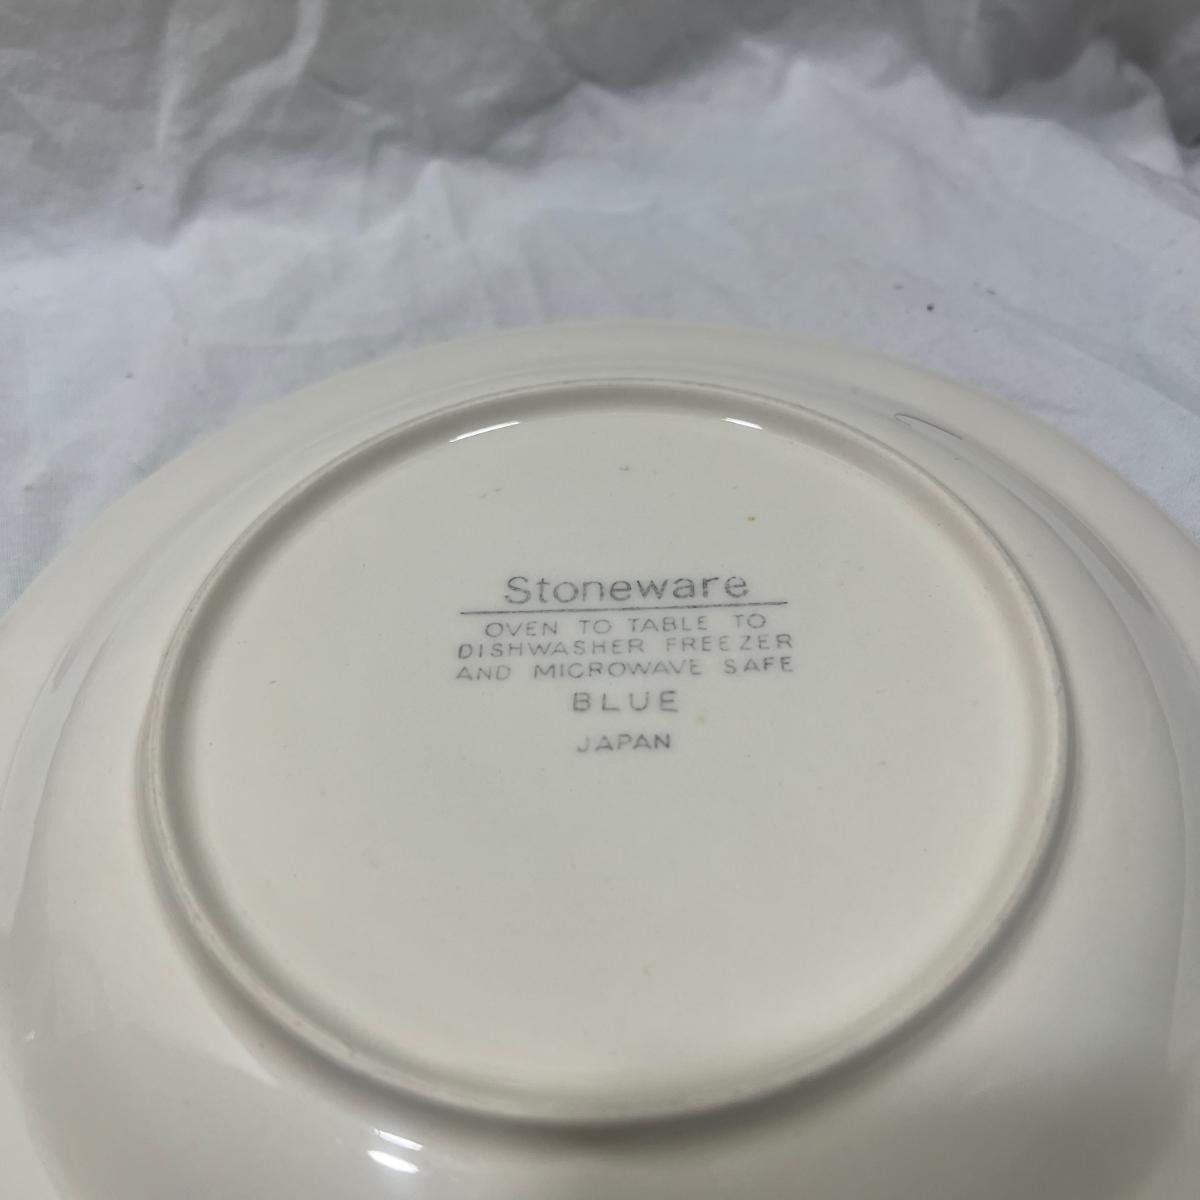 Stoneware
OVEN TO TABLE TO
DISHWASHER FREEZER
AND MICROWAVE SAFE
BLUE
JAPAN